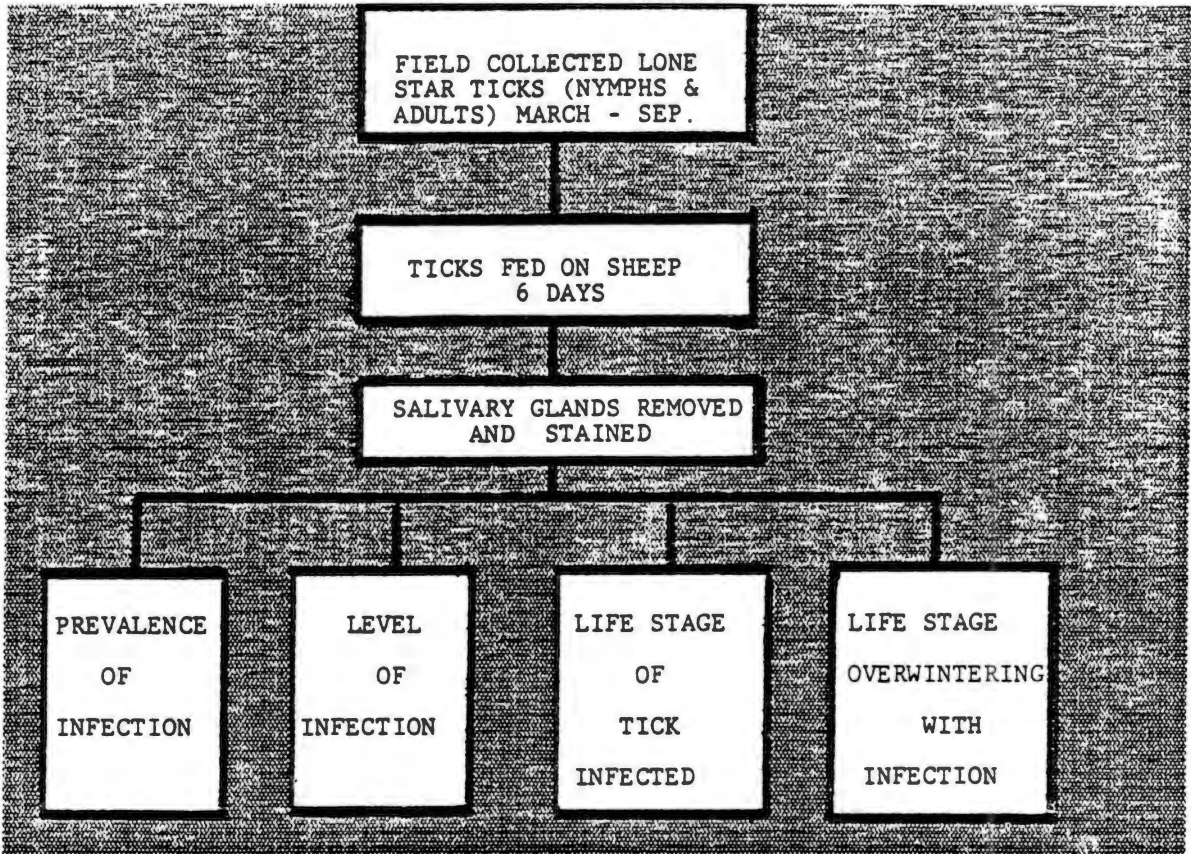 FIELD COLLECTED LONE
STAR TICKS (NYMPHS &
ADULTS) MARCH - SEP.
TICKS FED ON SHEEP
6 DAYS
SALIVARY GLANDS REMOVED
AND STAINED
PREVALENCE
OF
INFECTION
LEVEL
OF
INFECTION
LIFE STAGE
OF
TICK
INFECTED
LIFE STAGE
OVERWINTERING
WITH
INFECTION